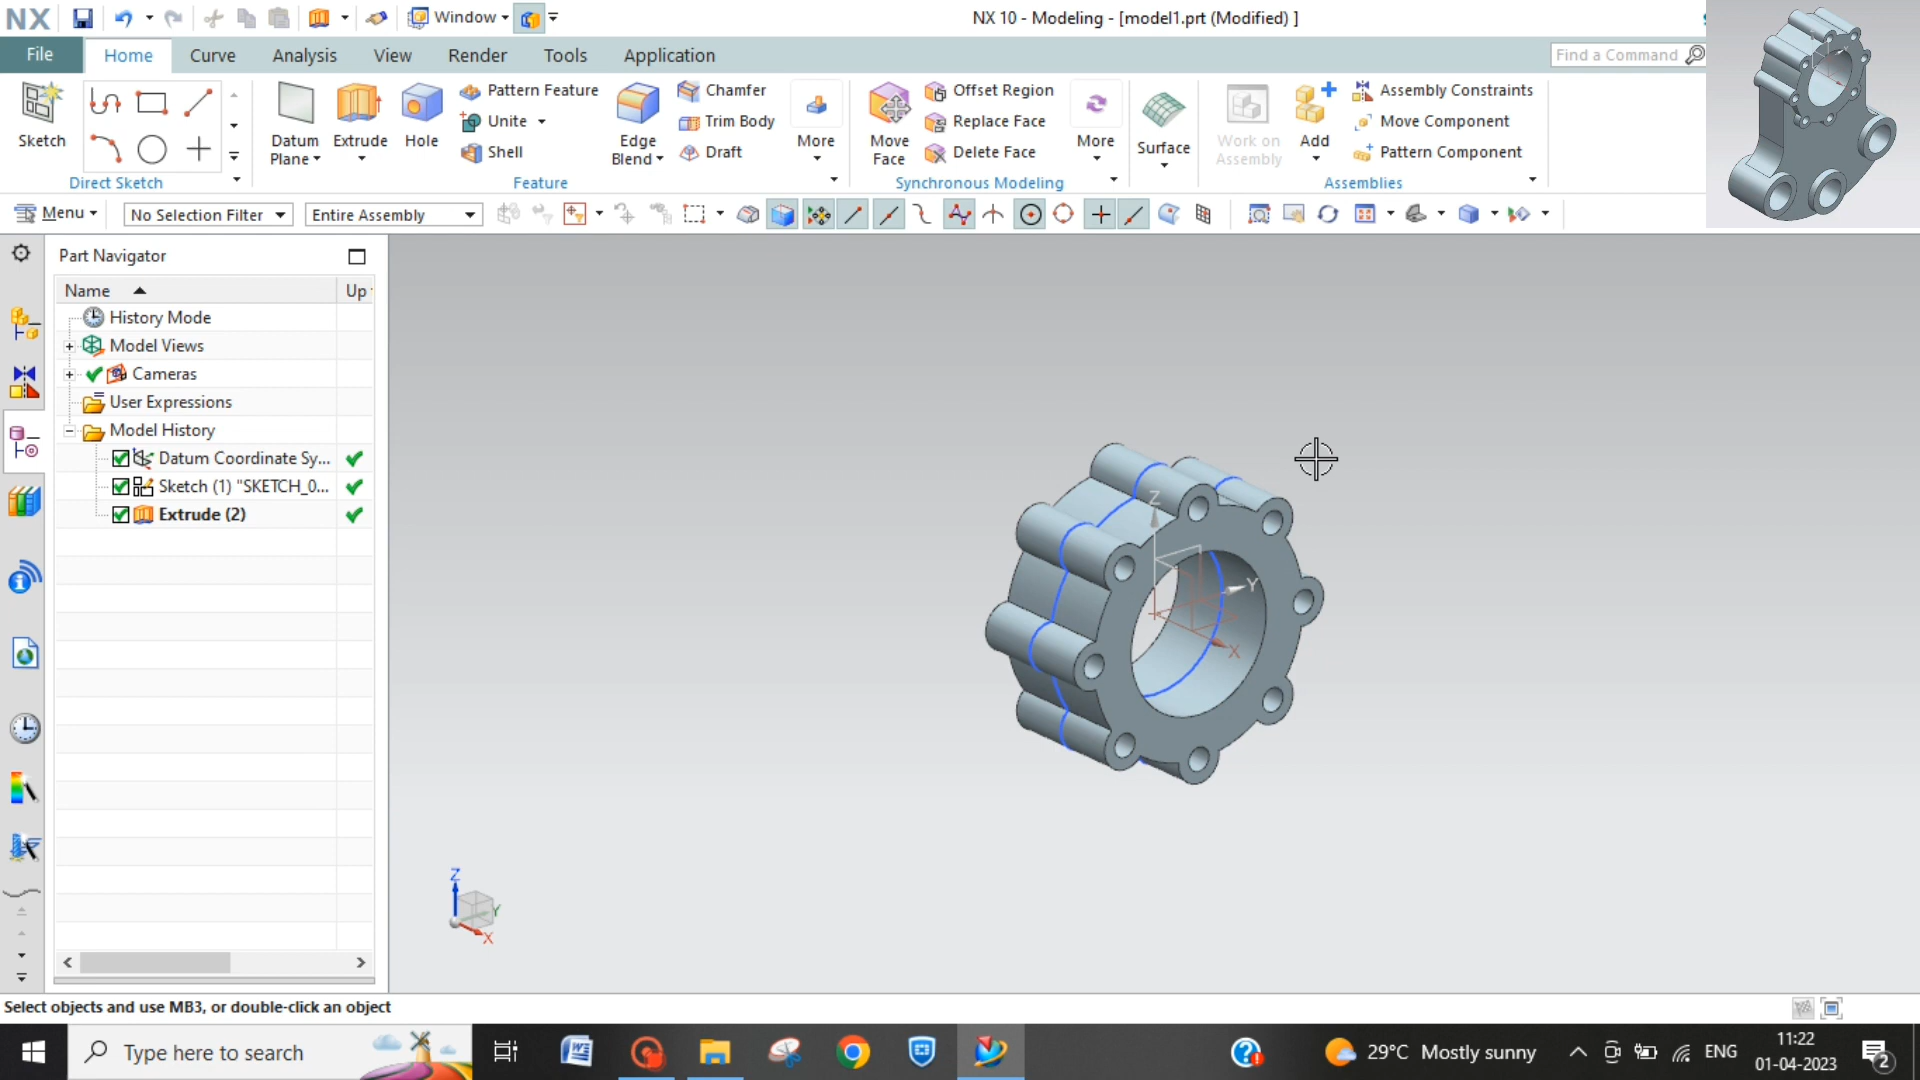 NX
Window
NX 10 - Modeling - [model1.prt (Modified) ]
File
Home
Curve
Analysis
View
Render
Tools
Application
Find a Command
Sketch
Direct Sketch
Datum
Plane
Extrude
Hole
Pattern Feature
Unite
Shell
Edge
Blend
Chamfer
Trim Body
Draft
More
Feature
Move
Face
Offset Region
Replace Face
Delete Face
More
Synchronous Modeling
Surface
Work on
Assembly
Add
Assembly Constraints
Move Component
Pattern Component
Assemblies
Menu
No Selection Filter
Entire Assembly
Part Navigator
Name
Up
History Mode
Model Views
Cameras
User Expressions
Model History
Datum Coordinate Sy...
Sketch (1) "SKETCH_0...
Extrude (2)
Z
Y
X
Z
Y
X
Select objects and use MB3, or double-click an object
Type here to search
29°C Mostly sunny
ENG
11:22
01-04-2023
2